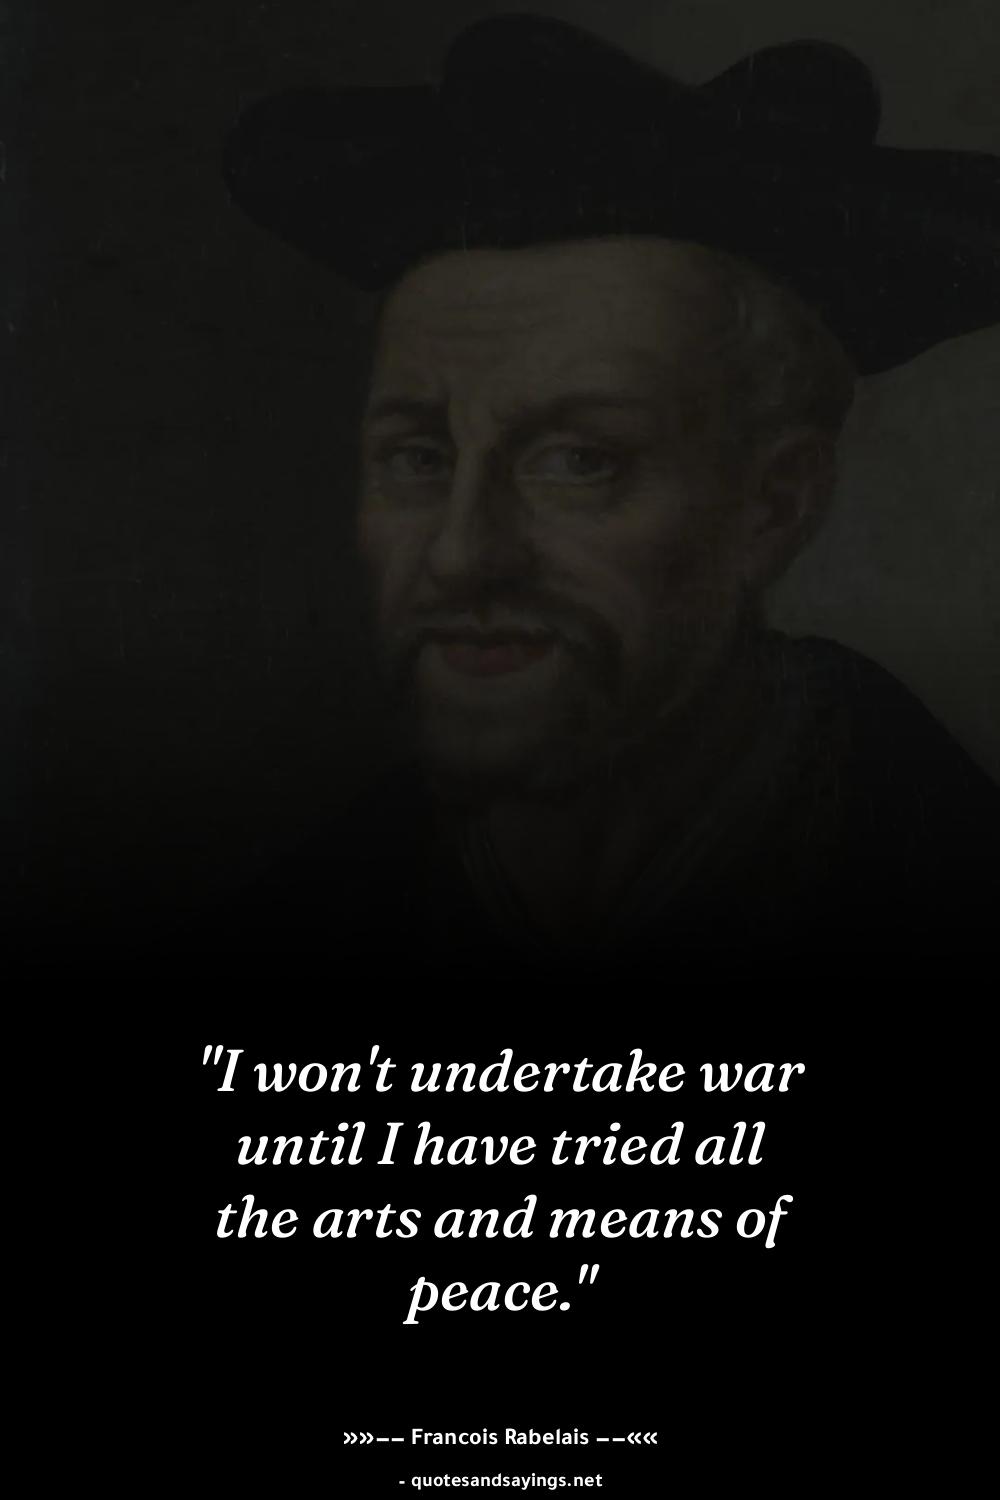 "I won't undertake war
until I have tried all
the arts and means of
peace."
»»−− Francois Rabelais −−««
- quotesandsayings.net